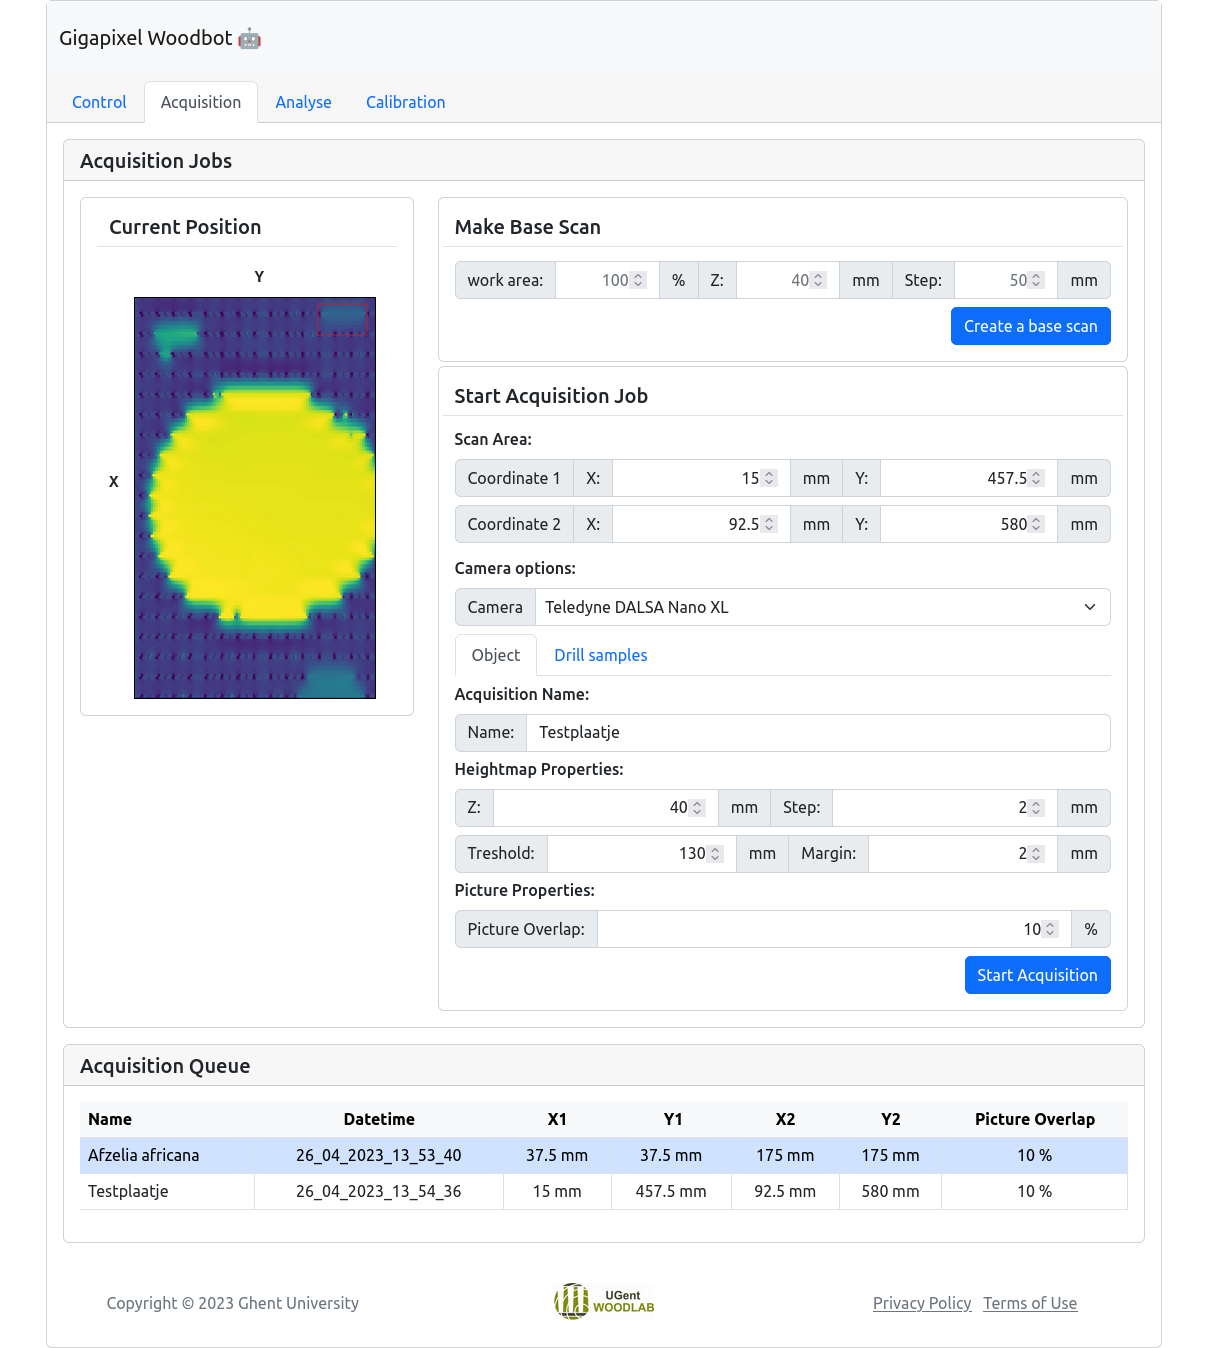 Gigapixel Woodbot 🤖
Control Acquisition Analyse Calibration
Acquisition Jobs
Current Position
Y
X
Make Base Scan
work area: 100 % Z: 40 mm Step: 50 mm
Create a base scan
Start Acquisition Job
Scan Area:
Coordinate 1 X: 15 mm Y: 457.5 mm
Coordinate 2 X: 92.5 mm Y: 580 mm
Camera options:
Camera Teledyne DALSA Nano XL
Object Drill samples
Acquisition Name:
Name: Testplaatje
Heightmap Properties:
Z: 40 mm Step: 2 mm
Treshold: 130 mm Margin: 2 mm
Picture Properties:
Picture Overlap: 10 %
Start Acquisition
Acquisition Queue
Name Datetime X1 Y1 X2 Y2 Picture Overlap
Afzelia africana 26_04_2023_13_53_40 37.5 mm 37.5 mm 175 mm 175 mm 10 %
Testplaatje 26_04_2023_13_54_36 15 mm 457.5 mm 92.5 mm 580 mm 10 %
Copyright © 2023 Ghent University
UGent
WOODLAB
Privacy Policy Terms of Use